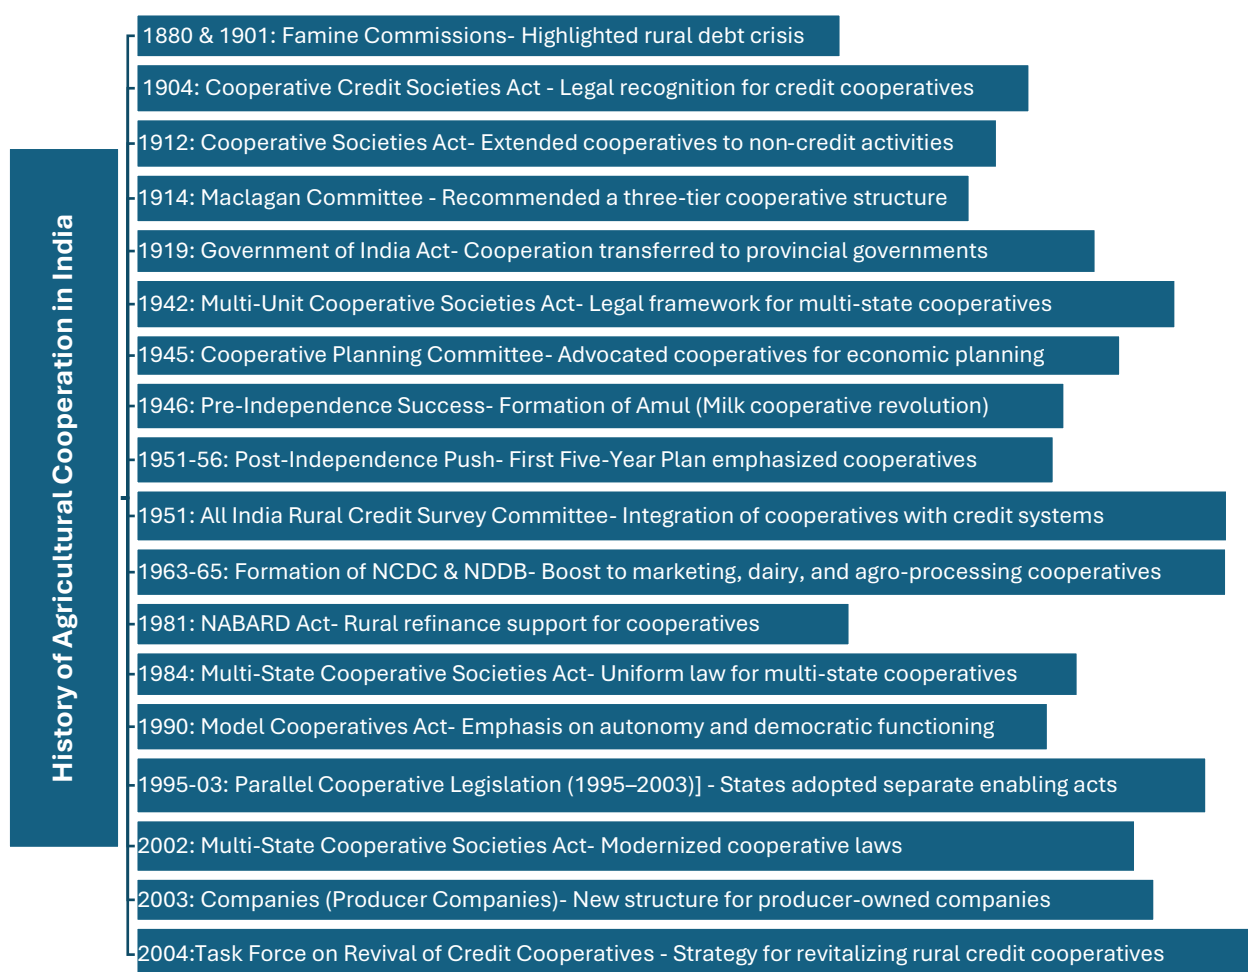 History of Agricultural Cooperation in India
1880 & 1901: Famine Commissions- Highlighted rural debt crisis
1904: Cooperative Credit Societies Act - Legal recognition for credit cooperatives
1912: Cooperative Societies Act- Extended cooperatives to non-credit activities
1914: Maclagan Committee - Recommended a three-tier cooperative structure
1919: Government of India Act- Cooperation transferred to provincial governments
1942: Multi-Unit Cooperative Societies Act- Legal framework for multi-state cooperatives
1945: Cooperative Planning Committee- Advocated cooperatives for economic planning
1946: Pre-Independence Success- Formation of Amul (Milk cooperative revolution)
1951-56: Post-Independence Push- First Five-Year Plan emphasized cooperatives
1951: All India Rural Credit Survey Committee- Integration of cooperatives with credit systems
1963-65: Formation of NCDC & NDDB- Boost to marketing, dairy, and agro-processing cooperatives
1981: NABARD Act- Rural refinance support for cooperatives
1984: Multi-State Cooperative Societies Act- Uniform law for multi-state cooperatives
1990: Model Cooperatives Act- Emphasis on autonomy and democratic functioning
1995-03: Parallel Cooperative Legislation (1995–2003)] - States adopted separate enabling acts
2002: Multi-State Cooperative Societies Act- Modernized cooperative laws
2003: Companies (Producer Companies)- New structure for producer-owned companies
2004:Task Force on Revival of Credit Cooperatives - Strategy for revitalizing rural credit cooperatives